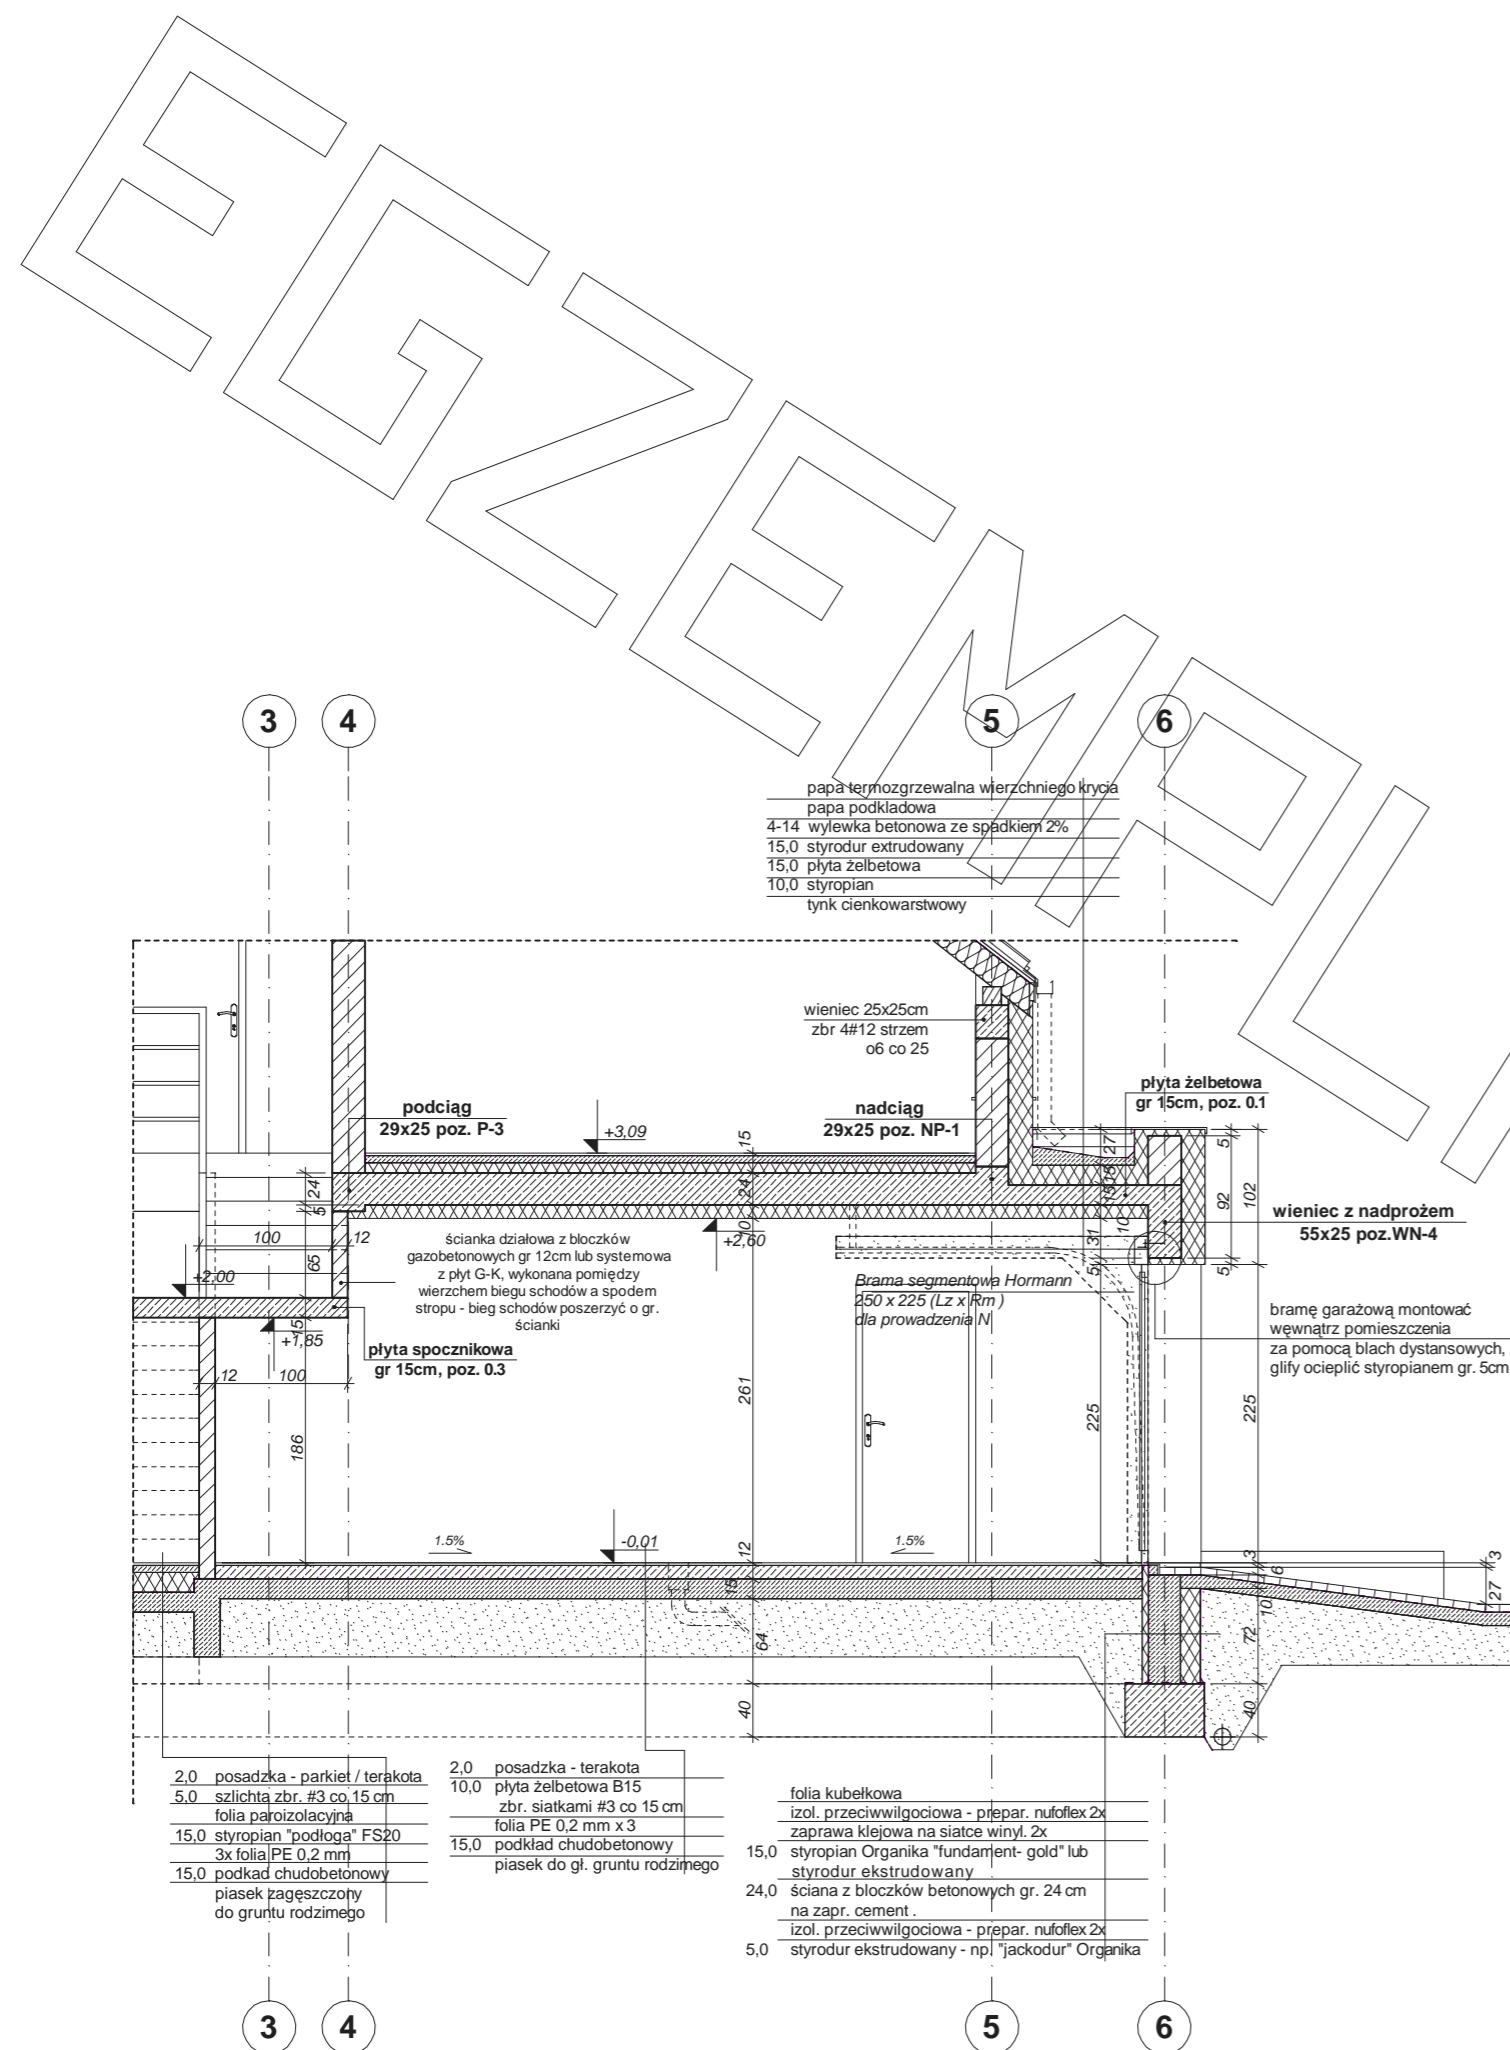 EGZEMPL
3
4
5
6
papa termozgrzewalna wierzchniego krycia
papa podkladowa
4-14 wylewka betonowa ze spadkiem 2%
15,0 styrodur extrudowany
15,0 płyta żelbetowa
10,0 styropian
tynk cienkowarstwowy
wieniec 25x25cm
zbr 4#12 strzem
o6 co 25
płyta żelbetowa
gr 15cm, poz. 0.1
podciąg
29x25 poz. P-3
+3,09
nadciąg
29x25 poz. NP-1
15
24
10
24
5
65
15
186
27
15
15
10
31
5
225
5
92
5
102
225
wieniec z nadprożem
55x25 poz.WN-4
100
12
+2,00
+2,60
ścianka działowa z bloczków
gazobetonowych gr 12cm lub systemowa
z płyt G-K, wykonana pomiędzy
wierzchem biegu schodów a spodem
stropu - bieg schodów poszerzyć o gr.
ścianki
Brama segmentowa Hormann
250 x 225 (Lz x Rm )
dla prowadzenia N
bramę garażową montować
węwnątrz pomieszczenia
za pomocą blach dystansowych,
glify ocieplić styropianem gr. 5cm
+1,85
płyta spocznikowa
gr 15cm, poz. 0.3
12
100
261
1.5%
-0,01
1.5%
12
15
64
40
3
6
10
72
40
3
27
2,0 posadzka - parkiet / terakota
5,0 szlichta zbr. #3 co 15 cm
folia paroizolacyjna
15,0 styropian "podłoga" FS20
3x folia PE 0,2 mm
15,0 podkad chudobetonowy
piasek zagęszczony
do gruntu rodzimego
2,0 posadzka - terakota
10,0 płyta żelbetowa B15
zbr. siatkami #3 co 15 cm
folia PE 0,2 mm x 3
15,0 podkład chudobetonowy
piasek do gł. gruntu rodzimego
folia kubełkowa
izol. przeciwwilgociowa - prepar. nufoflex 2x
zaprawa klejowa na siatce winyl. 2x
15,0 styropian Organika "fundament- gold" lub
styrodur ekstrudowany
24,0 ściana z bloczków betonowych gr. 24 cm
na zapr. cement .
izol. przeciwwilgociowa - prepar. nufoflex 2x
5,0 styrodur ekstrudowany - np. "jackodur" Organika
3
4
5
6